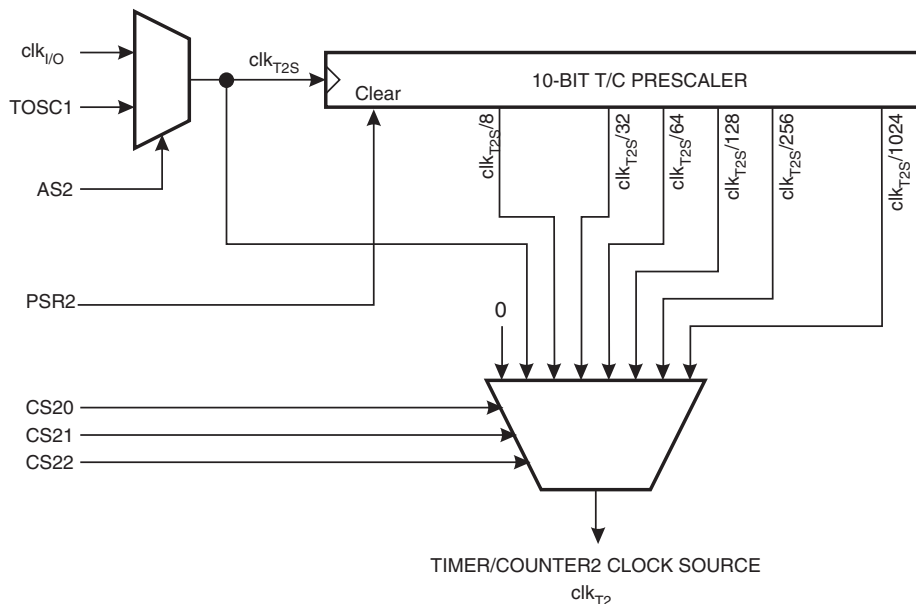 clkI/O
clkT2S
10-BIT T/C PRESCALER
TOSC1
Clear
clkT2S/8
clkT2S/32
clkT2S/64
clkT2S/128
clkT2S/256
clkT2S/1024
AS2
PSR2
0
CS20
CS21
CS22
TIMER/COUNTER2 CLOCK SOURCE
clkT2